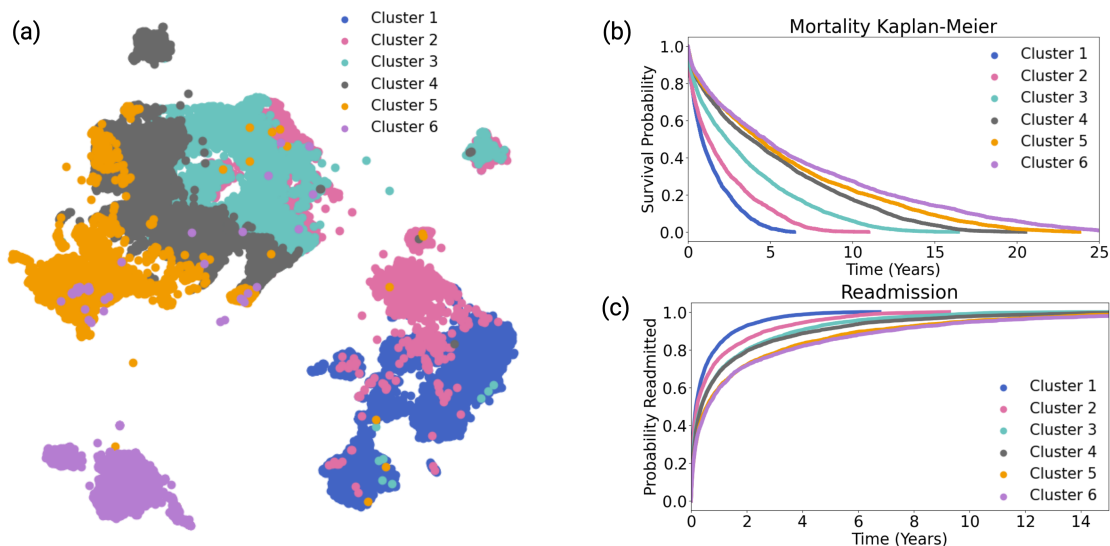 (a)
Cluster 1
Cluster 2
Cluster 3
Cluster 4
Cluster 5
Cluster 6
(b)
Mortality Kaplan-Meier
Survival Probability
1.0
0.8
0.6
0.4
0.2
0.0
Cluster 1
Cluster 2
Cluster 3
Cluster 4
Cluster 5
Cluster 6
0 5 10 15 20 25
Time (Years)
(c)
Readmission
Probability Readmitted
1.0
0.8
0.6
0.4
0.2
0.0
Cluster 1
Cluster 2
Cluster 3
Cluster 4
Cluster 5
Cluster 6
0 2 4 6 8 10 12 14
Time (Years)